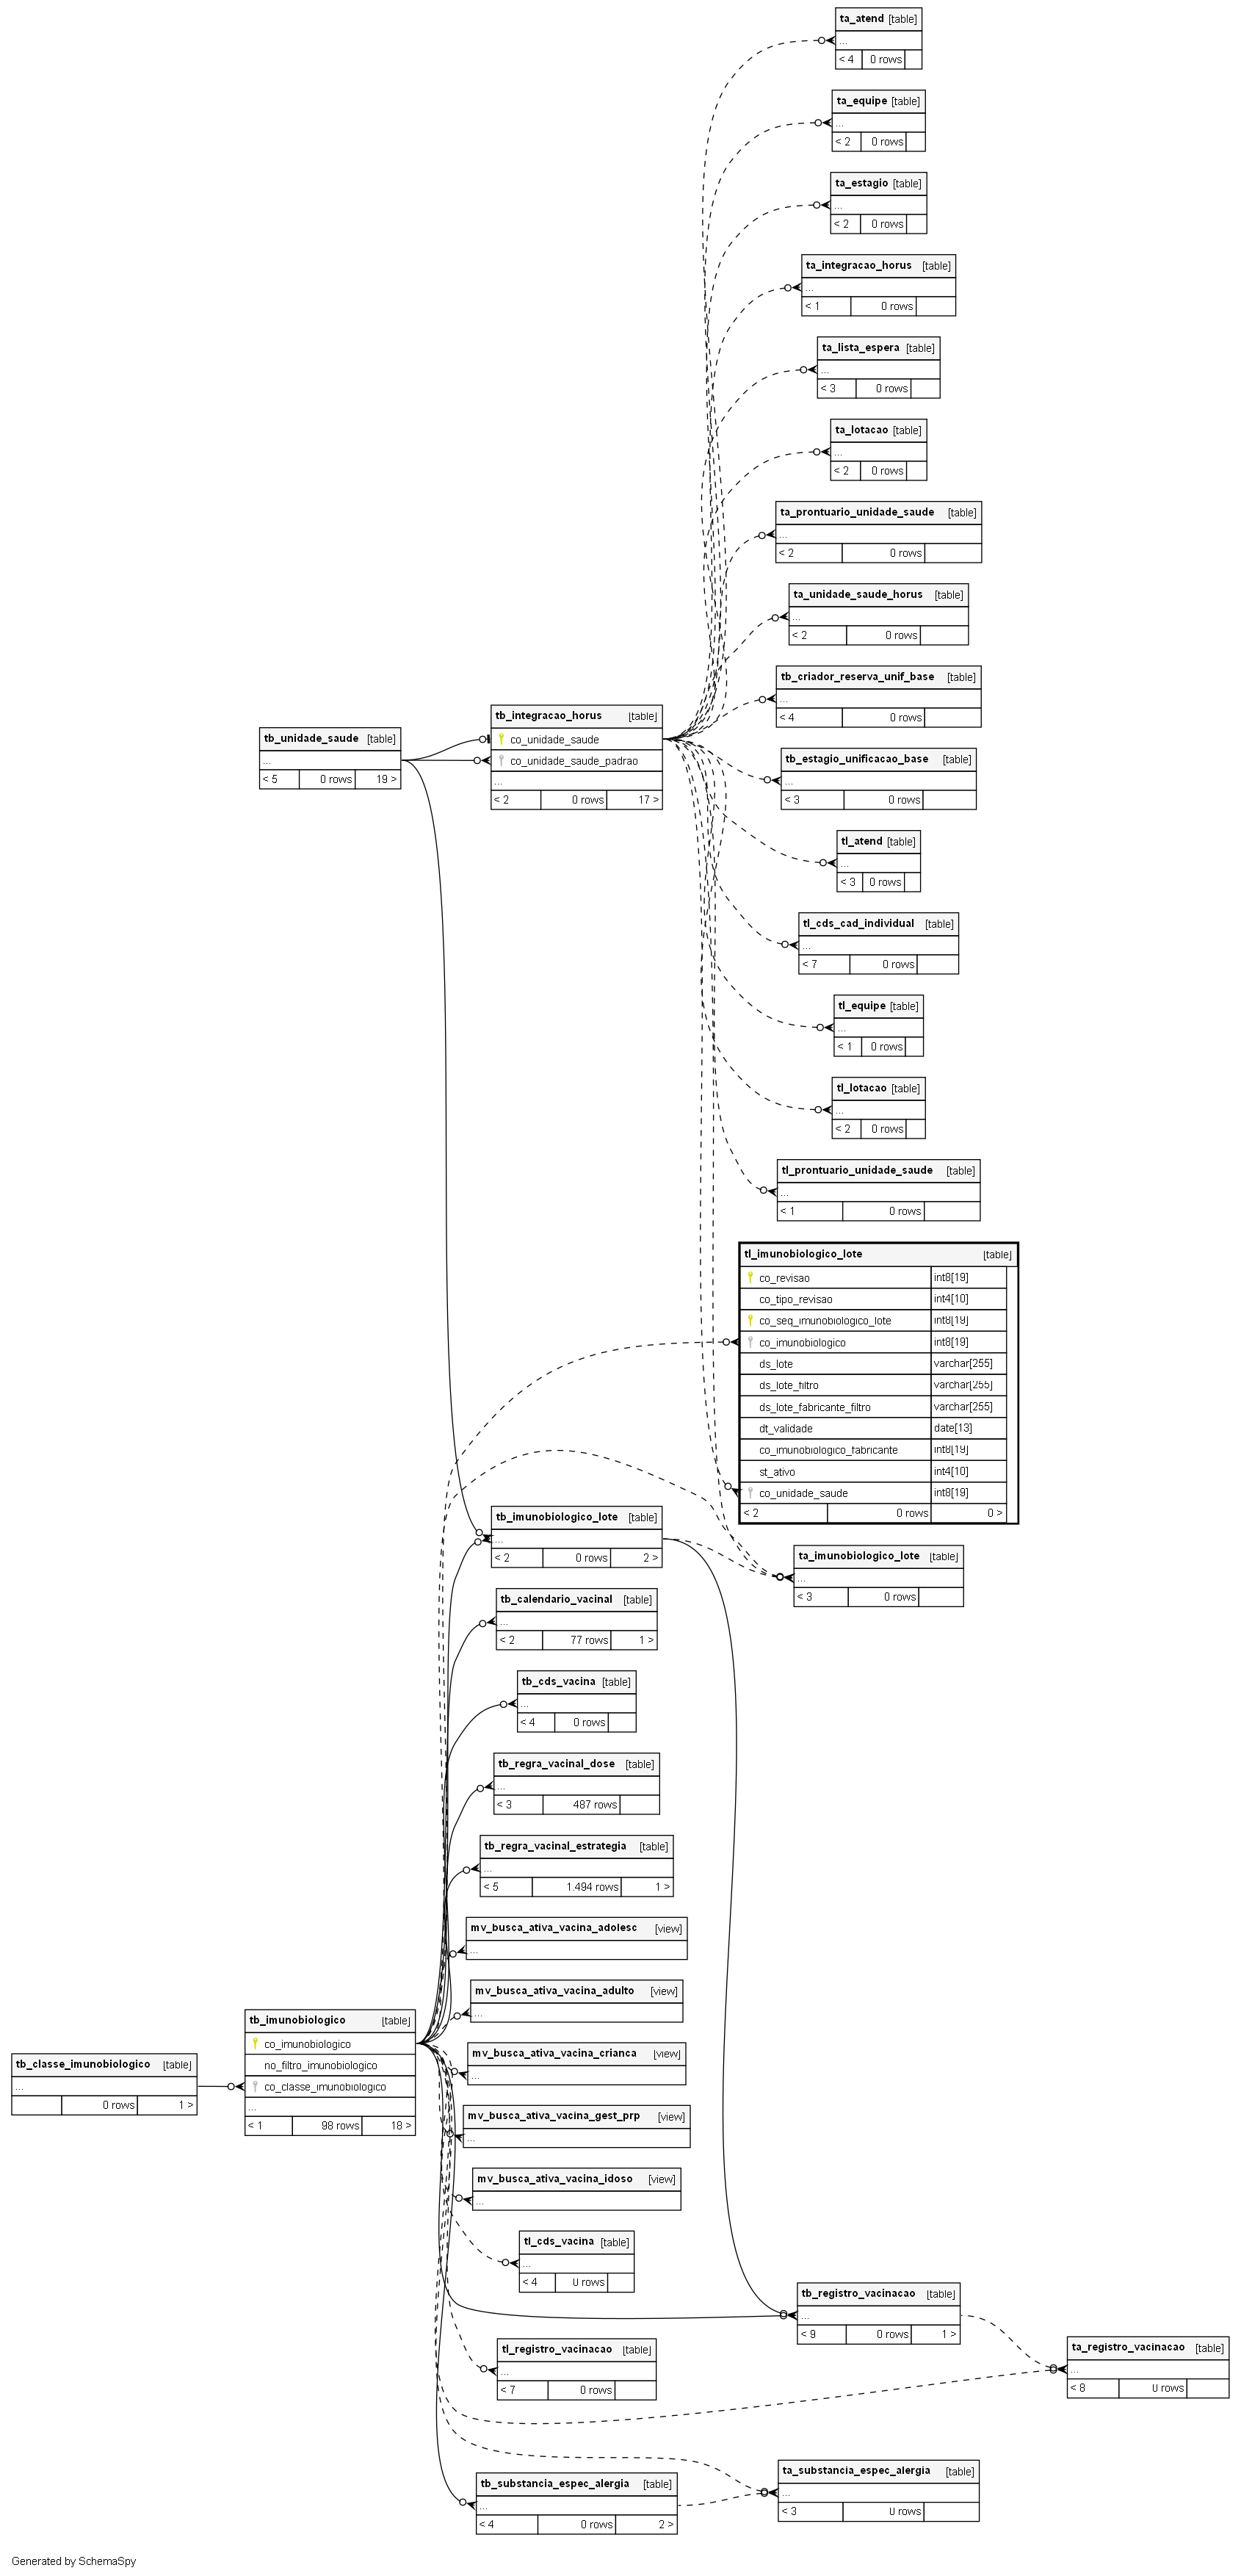 ta_atend [table]
...
< 4 0 rows
ta_equipe [table]
...
< 2 0 rows
ta_estagio [table]
...
< 2 0 rows
ta_integracao_horus [table]
...
< 1 0 rows
ta_lista_espera [table]
...
< 3 0 rows
ta_lotacao [table]
...
< 2 0 rows
ta_prontuario_unidade_saude [table]
...
< 2 0 rows
ta_unidade_saude_horus [table]
...
< 2 0 rows
tb_criador_reserva_unif_base [table]
...
< 4 0 rows
tb_integracao_horus [table]
co_unidade_saude
co_unidade_saude_padrao
...
< 2 0 rows 17 >
tb_unidade_saude [table]
...
< 5 0 rows 19 >
tb_estagio_unificacao_base [table]
...
< 3 0 rows
tl_atend [table]
...
< 3 0 rows
tl_cds_cad_individual [table]
...
< 7 0 rows
tl_equipe [table]
...
< 1 0 rows
tl_lotacao [table]
...
< 2 0 rows
tl_prontuario_unidade_saude [table]
...
< 1 0 rows
tl_imunobiologico_lote [table]
co_revisao int8[19]
co_tipo_revisao int4[10]
co_seq_imunobiologico_lote int8[19]
co_imunobiologico int8[19]
ds_lote varchar[255]
ds_lote_filtro varchar[255]
ds_lote_fabricante_filtro varchar[255]
dt_validade date[13]
co_imunobiologico_fabricante int8[19]
st_ativo int4[10]
co_unidade_saude int8[19]
< 2 0 rows 0 >
tb_imunobiologico_lote [table]
...
< 2 0 rows 2 >
ta_imunobiologico_lote [table]
...
< 3 0 rows
tb_calendario_vacinal [table]
...
< 2 77 rows 1 >
tb_cds_vacina [table]
...
< 4 0 rows
tb_regra_vacinal_dose [table]
...
< 3 487 rows
tb_regra_vacinal_estrategia [table]
...
< 5 1.494 rows 1 >
mv_busca_ativa_vacina_adolesc [view]
...
mv_busca_ativa_vacina_adulto [view]
...
tb_imunobiologico [table]
co_imunobiologico
no_filtro_imunobiologico
co_classe_imunobiologico
...
< 1 98 rows 18 >
tb_classe_imunobiologico [table]
...
0 rows 1 >
mv_busca_ativa_vacina_crianca [view]
...
mv_busca_ativa_vacina_gest_prp [view]
...
mv_busca_ativa_vacina_idoso [view]
...
tl_cds_vacina [table]
...
< 4 0 rows
tb_registro_vacinacao [table]
...
< 9 0 rows 1 >
tl_registro_vacinacao [table]
...
< 7 0 rows
ta_registro_vacinacao [table]
...
< 8 0 rows
ta_substancia_espec_alergia [table]
...
< 3 0 rows
tb_substancia_espec_alergia [table]
...
< 4 0 rows 2 >
Generated by SchemaSpy